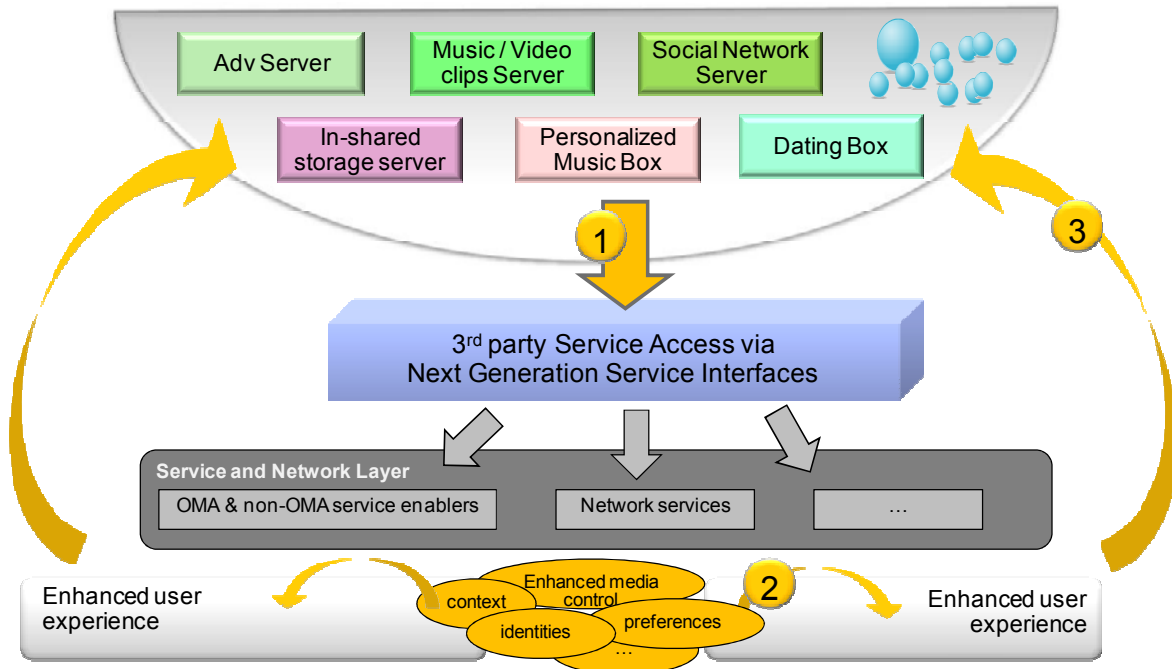 Adv Server
Music / Video
clips Server
Social Network
Server
In-shared
storage server
Personalized
Music Box
Dating Box
1
3
3rd party Service Access via
Next Generation Service Interfaces
Service and Network Layer
OMA & non-OMA service enablers
Network services
...
Enhanced user
experience
context
Enhanced media
control
identities
preferences
...
2
Enhanced user
experience